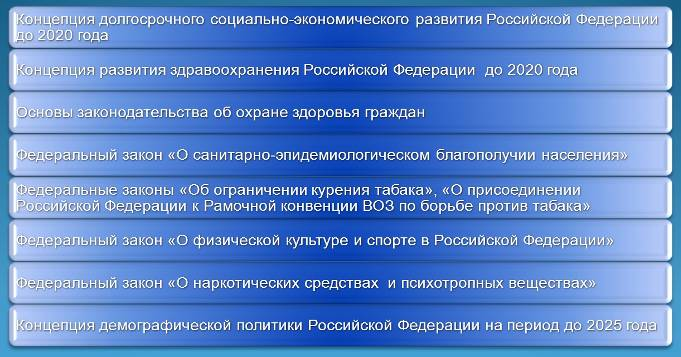 Концепция долгосрочного социально-экономического развития Российской Федерации
до 2020 года
Концепция развития здравоохранения Российской Федерации до 2020 года
Основы законодательства об охране здоровья граждан
Федеральный закон «О санитарно-эпидемиологическом благополучии населения»
Федеральные законы «Об ограничении курения табака», «О присоединении
Российской Федерации к Рамочной конвенции ВОЗ по борьбе против табака»
Федеральный закон «О физической культуре и спорте в Российской Федерации»
Федеральный закон «О наркотических средствах и психотропных веществах»
Концепция демографической политики Российской Федерации на период до 2025 года